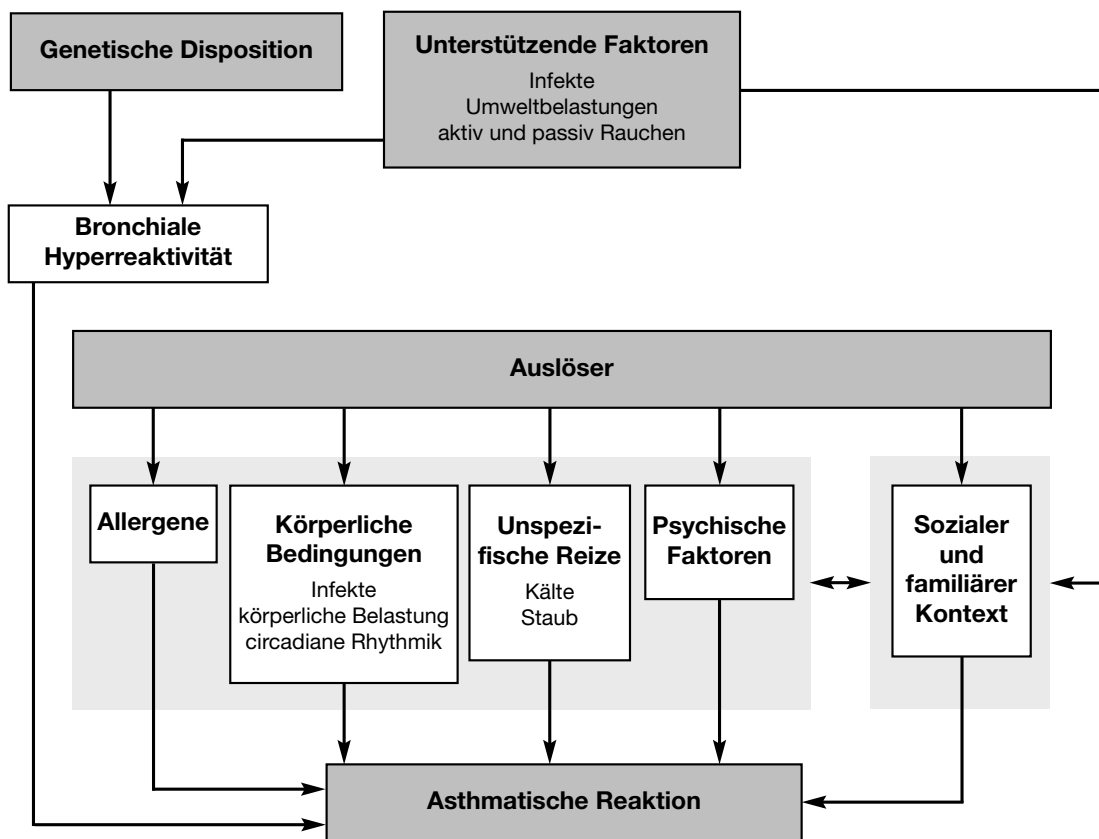 Genetische Disposition
Unterstützende Faktoren
Infekte
Umweltbelastungen
aktiv und passiv Rauchen
Bronchiale
Hyperreaktivität
Auslöser
Allergene
Körperliche
Bedingungen
Infekte
körperliche Belastung
circadiane Rhythmik
Unspezi-
fische Reize
Kälte
Staub
Psychische
Faktoren
Sozialer
und
familiärer
Kontext
Asthmatische Reaktion